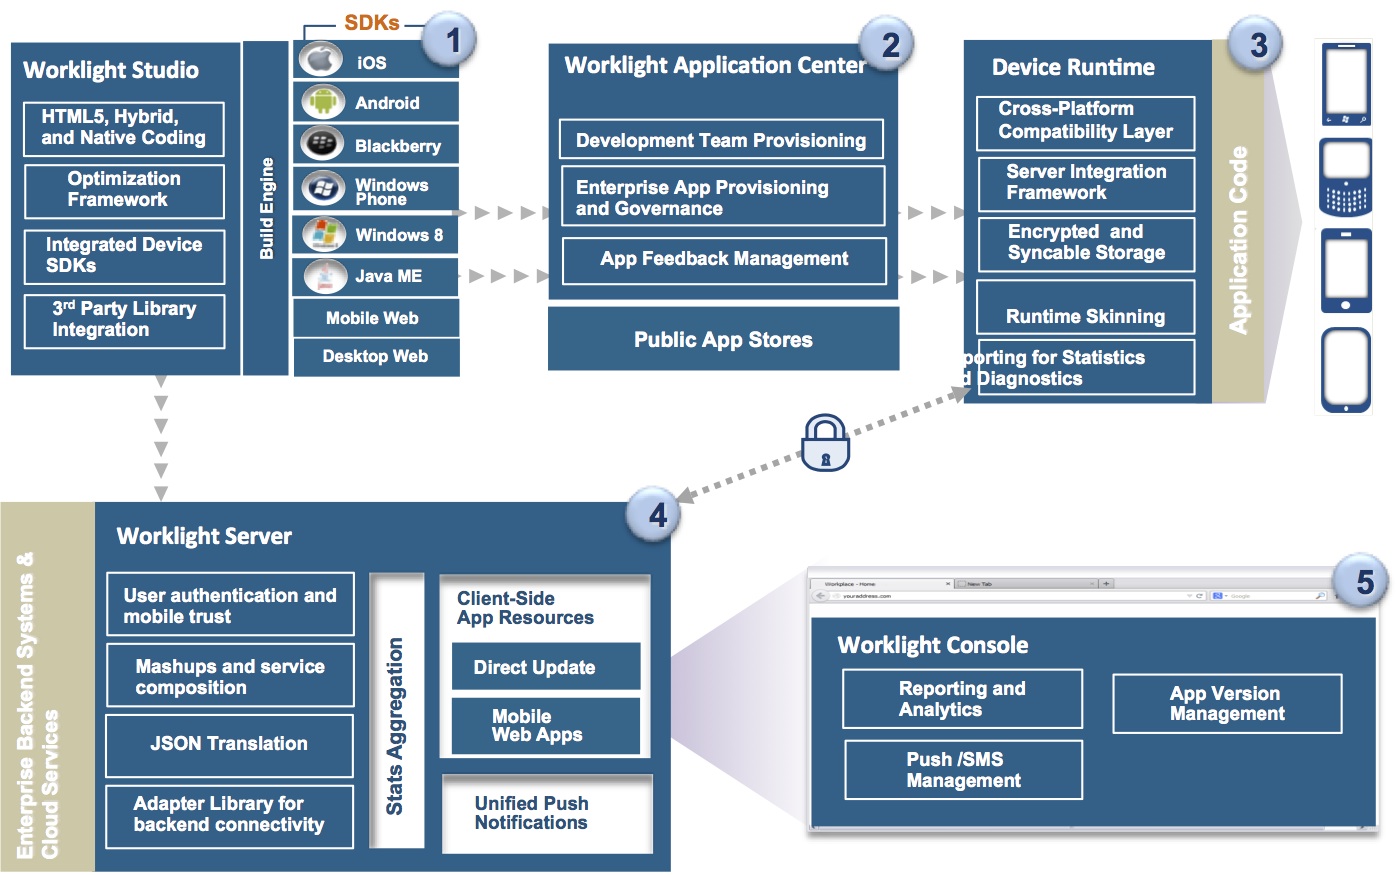 SDKs
1
Worklight Studio
HTML5, Hybrid,
and Native Coding
Optimization
Framework
Integrated Device
SDKs
3rd Party Library
Integration
Build Engine
iOS
Android
Blackberry
Windows
Phone
Windows 8
Java ME
Mobile Web
Desktop Web
2
Worklight Application Center
Development Team Provisioning
Enterprise App Provisioning
and Governance
App Feedback Management
Public App Stores
3
Device Runtime
Cross-Platform
Compatibility Layer
Server Integration
Framework
Encrypted and
Syncable Storage
Runtime Skinning
porting for Statistics
d Diagnostics
Application Code
4
Enterprise Backend Systems &
Cloud Services
Worklight Server
User authentication and
mobile trust
Mashups and service
composition
JSON Translation
Adapter Library for
backend connectivity
Stats Aggregation
Client-Side
App Resources
Direct Update
Mobile
Web Apps
Unified Push
Notifications
5
Workplace - Home
New Tab
youraddress.com
Google
Worklight Console
Reporting and
Analytics
App Version
Management
Push /SMS
Management